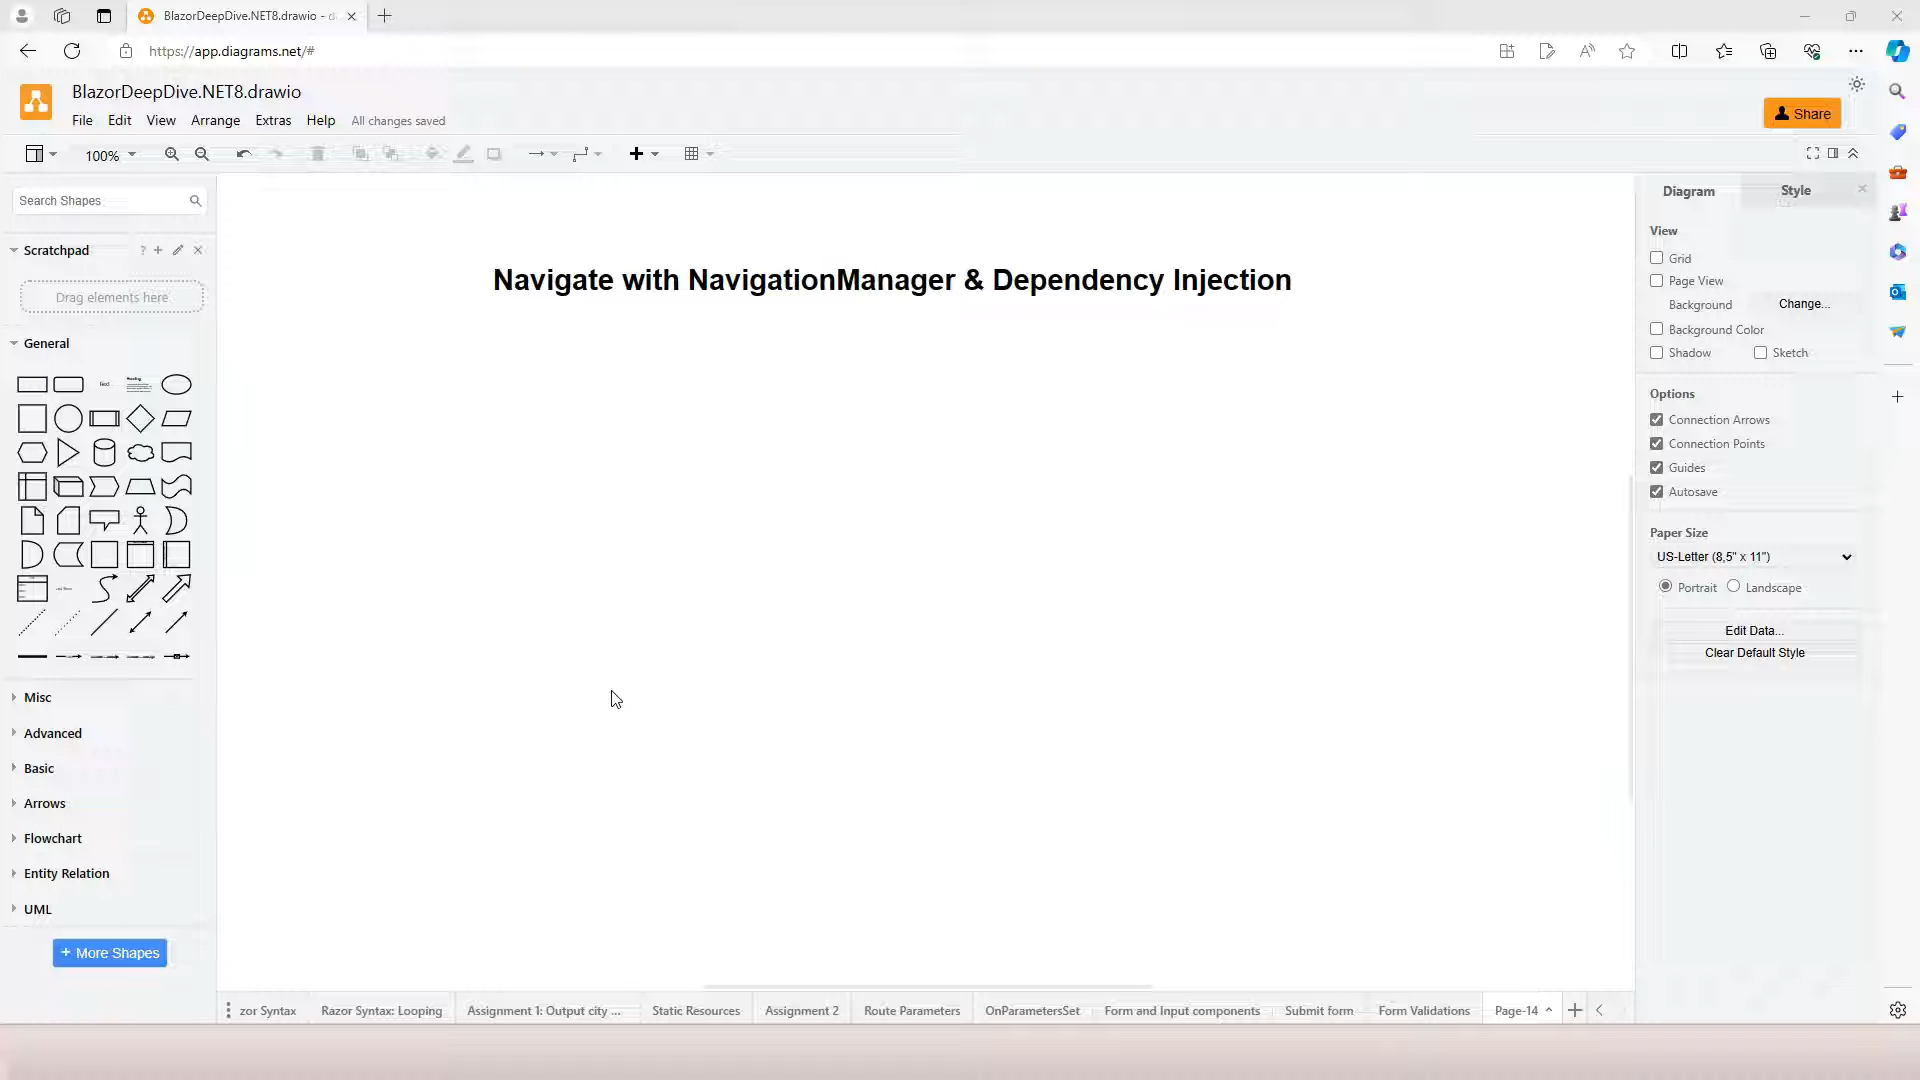 BlazorDeepDive.NET8.drawio - d
https://app.diagrams.net/#
BlazorDeepDive.NET8.drawio
File Edit View Arrange Extras Help All changes saved
Share
100%
Search Shapes
Scratchpad
? + 
Drag elements here
General
Text
Heading
Misc
Advanced
Basic
Arrows
Flowchart
Entity Relation
UML
+ More Shapes
Navigate with NavigationManager & Dependency Injection
Diagram Style
View
Grid
Page View
Background Change...
Background Color
Shadow Sketch
Options
Connection Arrows
Connection Points
Guides
Autosave
Paper Size
US-Letter (8,5" x 11")
Portrait Landscape
Edit Data...
Clear Default Style
zor Syntax Razor Syntax: Looping Assignment 1: Output city ... Static Resources Assignment 2 Route Parameters OnParametersSet Form and Input components Submit form Form Validations Page-14